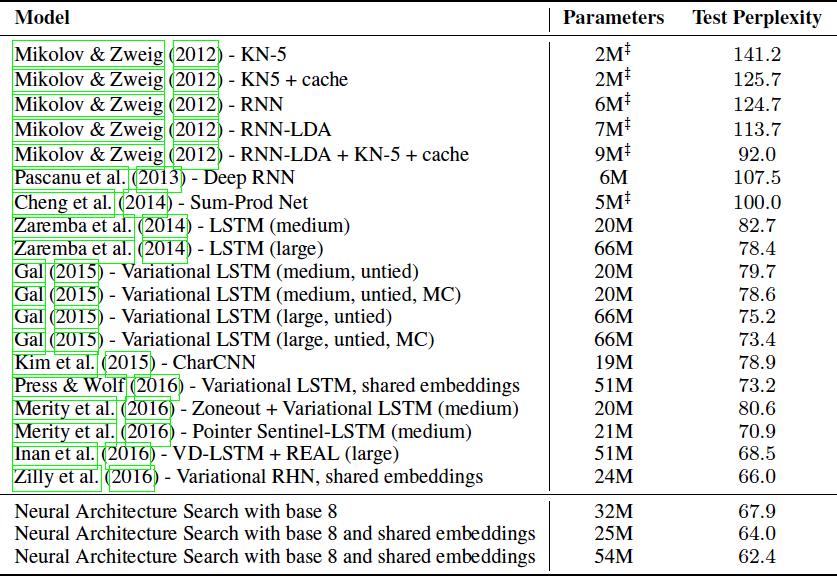 Model Parameters Test Perplexity
Mikolov & Zweig (2012) - KN-5 2M‡ 141.2
Mikolov & Zweig (2012) - KN5 + cache 2M‡ 125.7
Mikolov & Zweig (2012) - RNN 6M‡ 124.7
Mikolov & Zweig (2012) - RNN-LDA 7M‡ 113.7
Mikolov & Zweig (2012) - RNN-LDA + KN-5 + cache 9M‡ 92.0
Pascanu et al. (2013) - Deep RNN 6M 107.5
Cheng et al. (2014) - Sum-Prod Net 5M‡ 100.0
Zaremba et al. (2014) - LSTM (medium) 20M 82.7
Zaremba et al. (2014) - LSTM (large) 66M 78.4
Gal (2015) - Variational LSTM (medium, untied) 20M 79.7
Gal (2015) - Variational LSTM (medium, untied, MC) 20M 78.6
Gal (2015) - Variational LSTM (large, untied) 66M 75.2
Gal (2015) - Variational LSTM (large, untied, MC) 66M 73.4
Kim et al. (2015) - CharCNN 19M 78.9
Press & Wolf (2016) - Variational LSTM, shared embeddings 51M 73.2
Merity et al. (2016) - Zoneout + Variational LSTM (medium) 20M 80.6
Merity et al. (2016) - Pointer Sentinel-LSTM (medium) 21M 70.9
Inan et al. (2016) - VD-LSTM + REAL (large) 51M 68.5
Zilly et al. (2016) - Variational RHN, shared embeddings 24M 66.0
Neural Architecture Search with base 8 32M 67.9
Neural Architecture Search with base 8 and shared embeddings 25M 64.0
Neural Architecture Search with base 8 and shared embeddings 54M 62.4